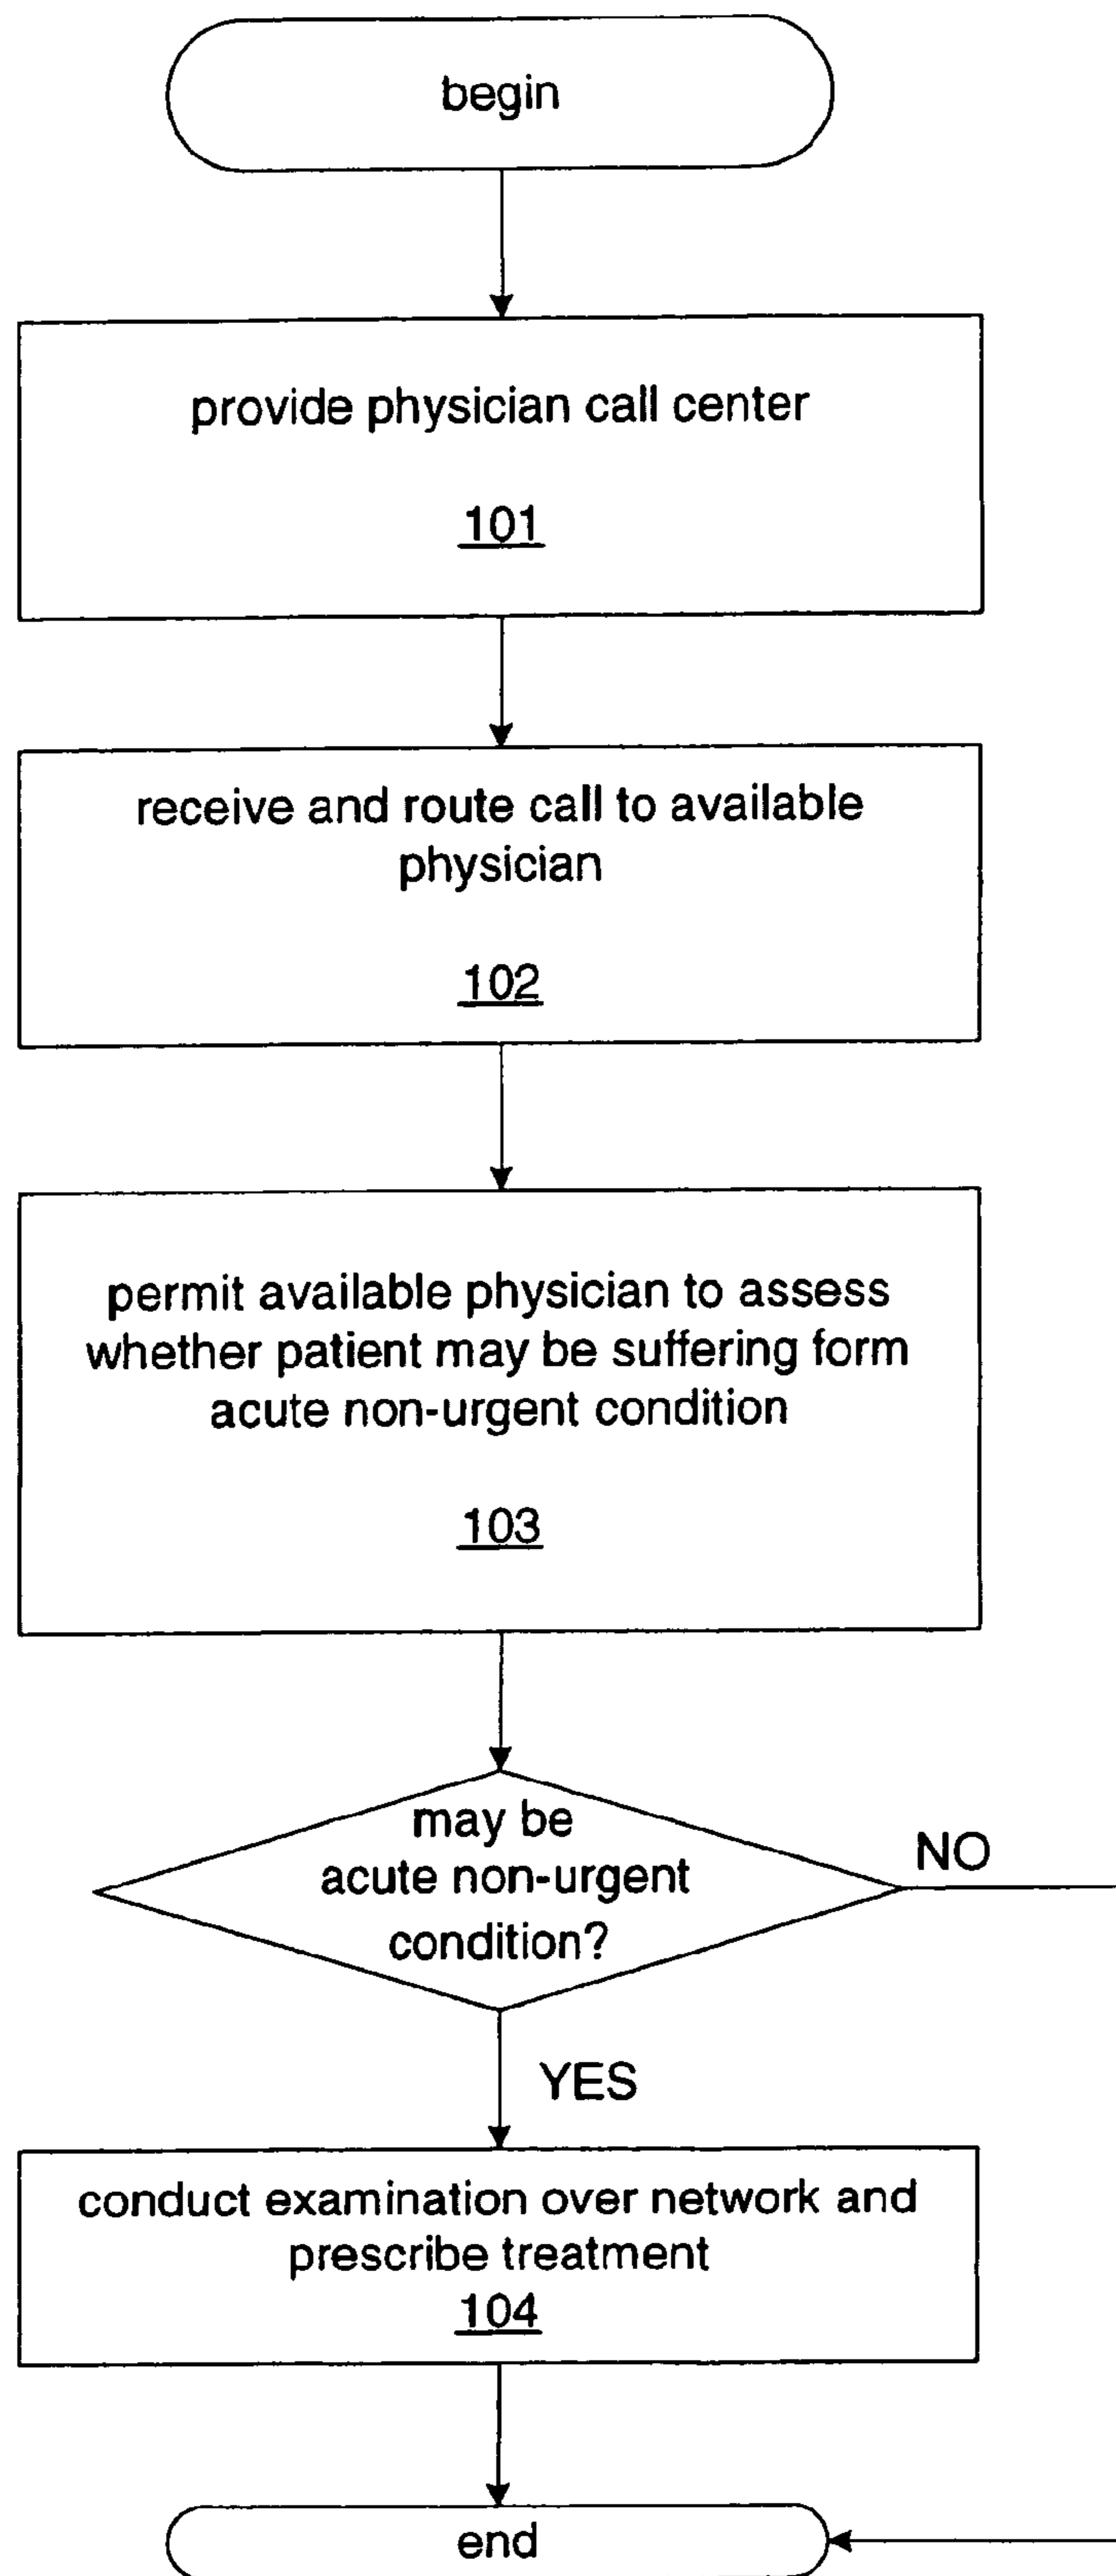 begin
provide physician call center
101
receive and route call to available
physician
102
permit available physician to assess
whether patient may be suffering form
acute non-urgent condition
103
may be
acute non-urgent
condition?
NO
YES
conduct examination over network and
prescribe treatment
104
end